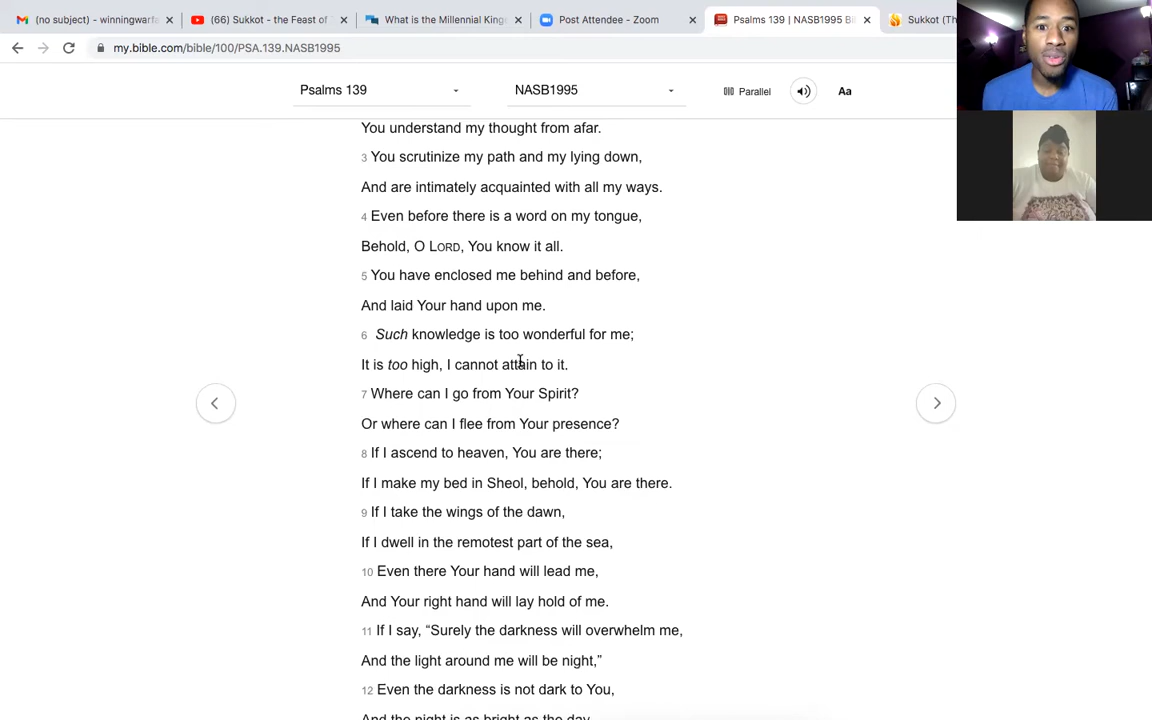 (no subject) - winningwarfa
(66) Sukkot - the Feast of
What is the Millennial King
Post Attendee - Zoom
Psalms 139 | NASB1995 Bi
Sukkot (Th
my.bible.com/bible/100/PSA.139.NASB1995
Psalms 139
NASB1995
Parallel
Aa
You understand my thought from afar.
3 You scrutinize my path and my lying down,
And are intimately acquainted with all my ways.
4 Even before there is a word on my tongue,
Behold, O LORD, You know it all.
5 You have enclosed me behind and before,
And laid Your hand upon me.
6 Such knowledge is too wonderful for me;
It is too high, I cannot attain to it.
7 Where can I go from Your Spirit?
Or where can I flee from Your presence?
8 If I ascend to heaven, You are there;
If I make my bed in Sheol, behold, You are there.
9 If I take the wings of the dawn,
If I dwell in the remotest part of the sea,
10 Even there Your hand will lead me,
And Your right hand will lay hold of me.
11 If I say, “Surely the darkness will overwhelm me,
And the light around me will be night,”
12 Even the darkness is not dark to You,
And the night is as bright as the day.